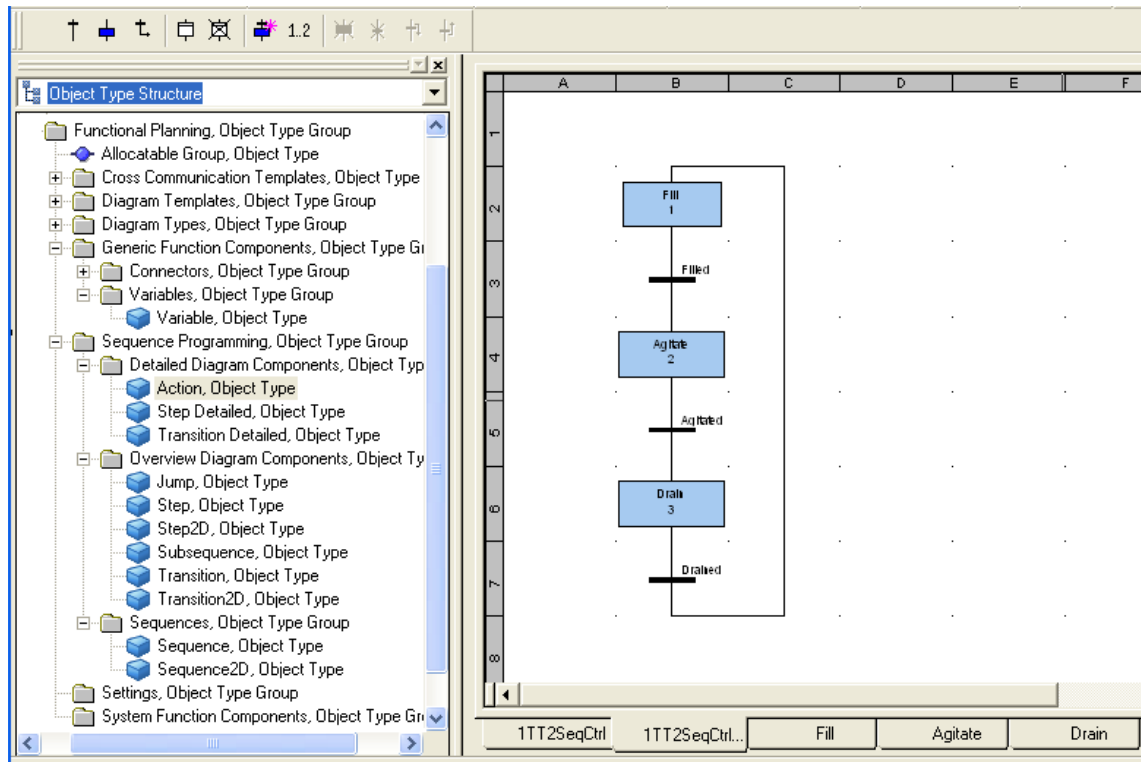 1..2
Object Type Structure
Functional Planning, Object Type Group
Allocatable Group, Object Type
Cross Communication Templates, Object Type
Diagram Templates, Object Type Group
Diagram Types, Object Type Group
Generic Function Components, Object Type Gr
Connectors, Object Type Group
Variables, Object Type Group
Variable, Object Type
Sequence Programming, Object Type Group
Detailed Diagram Components, Object Typ
Action, Object Type
Step Detailed, Object Type
Transition Detailed, Object Type
Overview Diagram Components, Object Ty
Jump, Object Type
Step, Object Type
Step2D, Object Type
Subsequence, Object Type
Transition, Object Type
Transition2D, Object Type
Sequences, Object Type Group
Sequence, Object Type
Sequence2D, Object Type
Settings, Object Type Group
System Function Components, Object Type Gr
A B C D E F
1
2
3
4
5
6
7
8
Fill
1
Filled
Agitate
2
Agitated
Drain
3
Drained
1TT2SeqCtrl 1TT2SeqCtrl... Fill Agitate Drain